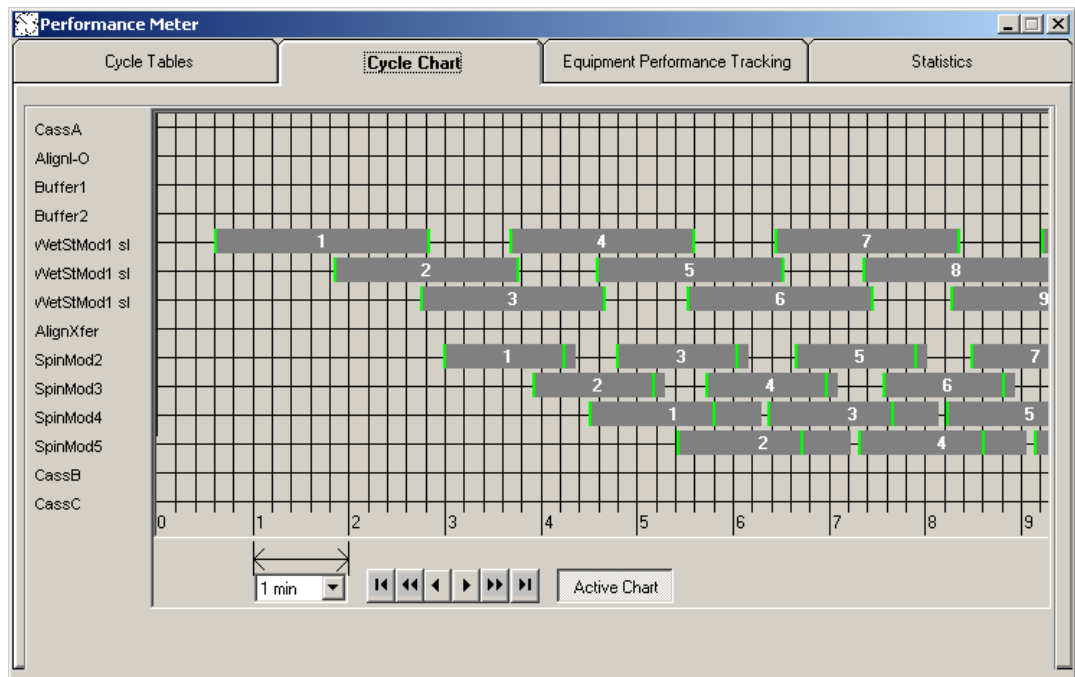 Performance Meter
Cycle Tables Cycle Chart Equipment Performance Tracking Statistics
CassA
AlignI-O
Buffer1
Buffer2
WetStMod1 sl 1 4 7
WetStMod1 sl 2 5 8
WetStMod1 sl 3 6 9
AlignXfer
SpinMod2 1 3 5 7
SpinMod3 2 4 6
SpinMod4 1 3 5
SpinMod5 2 4
CassB
CassC
0 1 2 3 4 5 6 7 8 9
1 min Active Chart